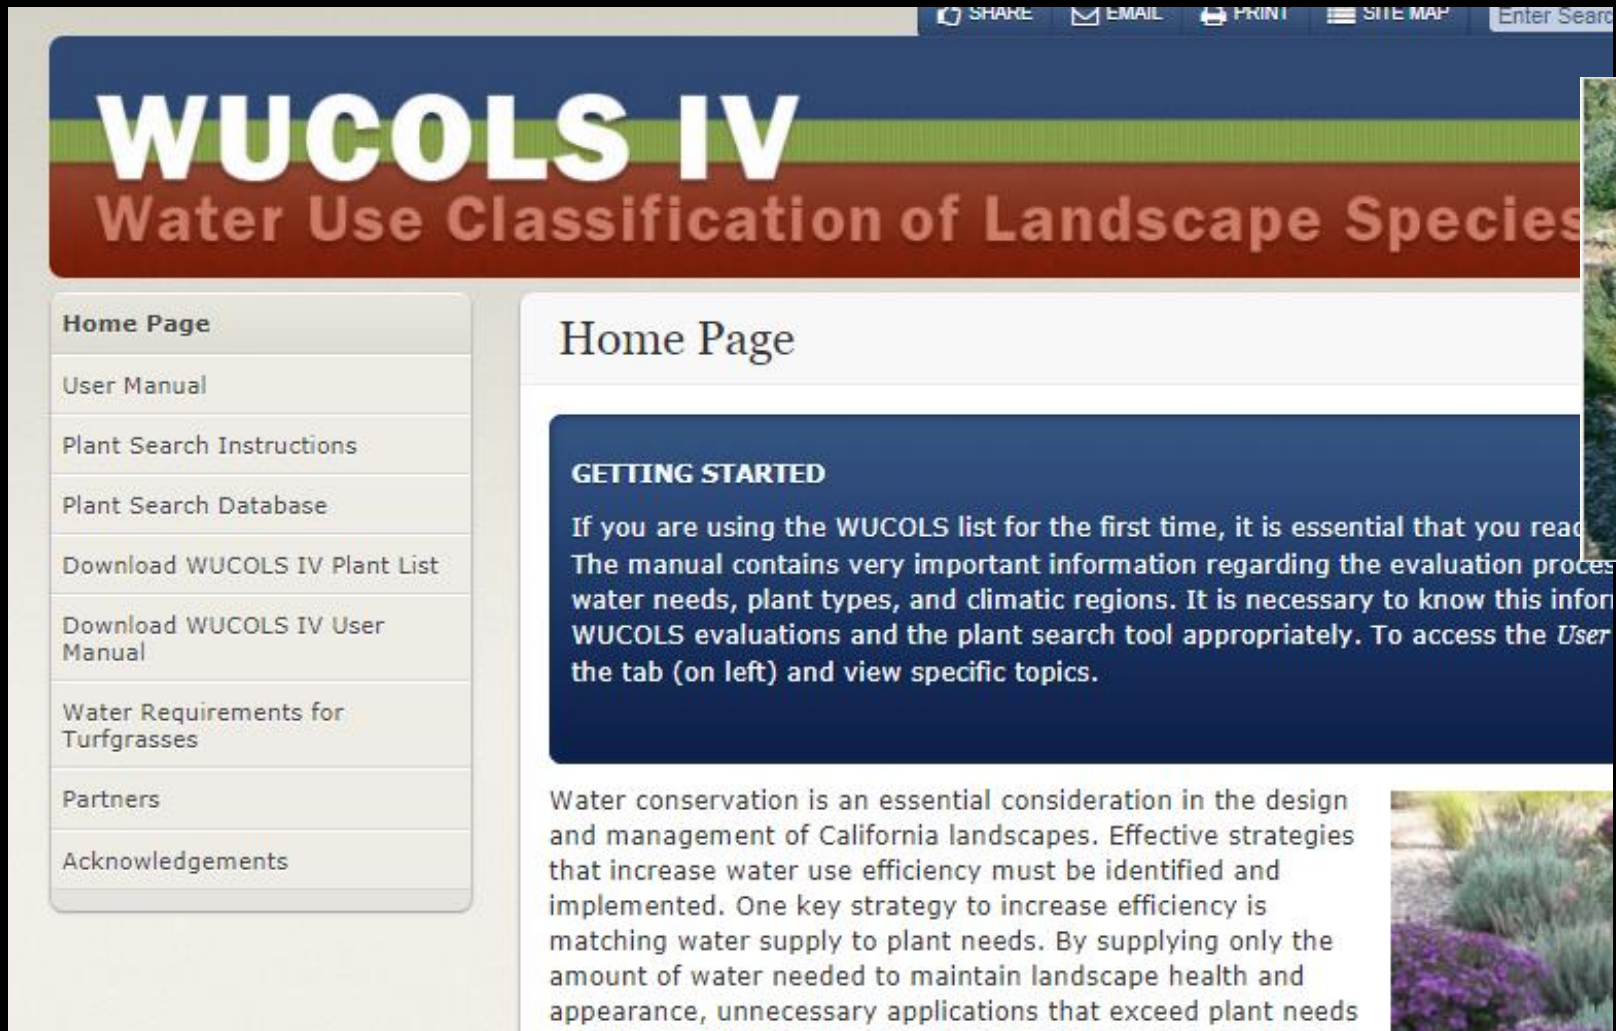 SHARE EMAIL PRINT SITE MAP Enter Searc
WUCOLS IV
Water Use Classification of Landscape Species
Home Page
User Manual
Plant Search Instructions
Plant Search Database
Download WUCOLS IV Plant List
Download WUCOLS IV User
Manual
Water Requirements for
Turfgrasses
Partners
Acknowledgements
Home Page
GETTING STARTED
If you are using the WUCOLS list for the first time, it is essential that you read
The manual contains very important information regarding the evaluation proces
water needs, plant types, and climatic regions. It is necessary to know this infor
WUCOLS evaluations and the plant search tool appropriately. To access the User
the tab (on left) and view specific topics.
Water conservation is an essential consideration in the design
and management of California landscapes. Effective strategies
that increase water use efficiency must be identified and
implemented. One key strategy to increase efficiency is
matching water supply to plant needs. By supplying only the
amount of water needed to maintain landscape health and
appearance, unnecessary applications that exceed plant needs